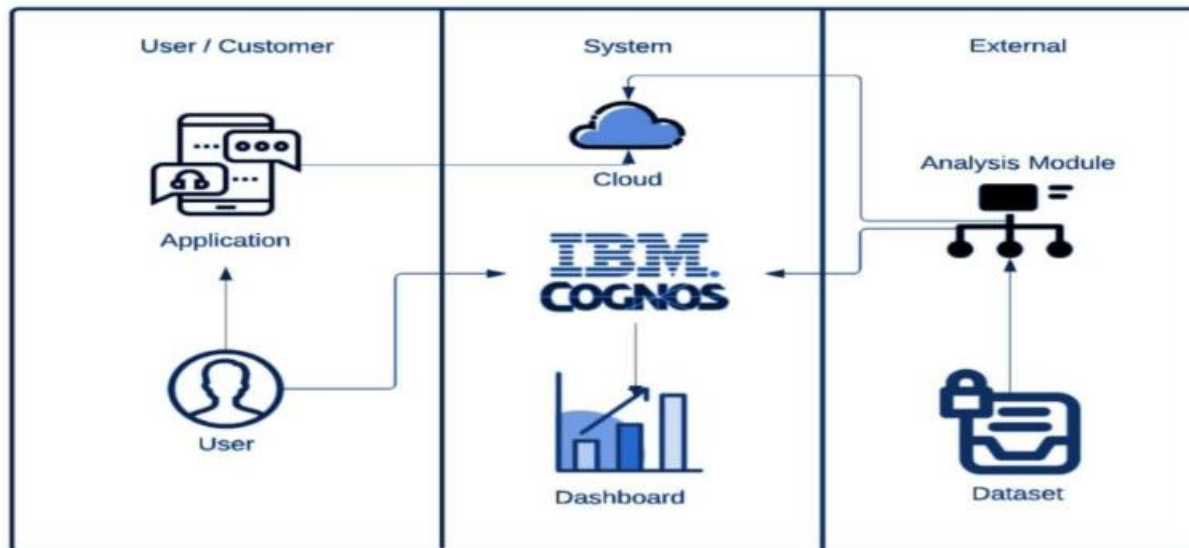 User / Customer
System
External
Cloud
Analysis Module
Application
IBM.
COGNOS
User
Dashboard
Dataset